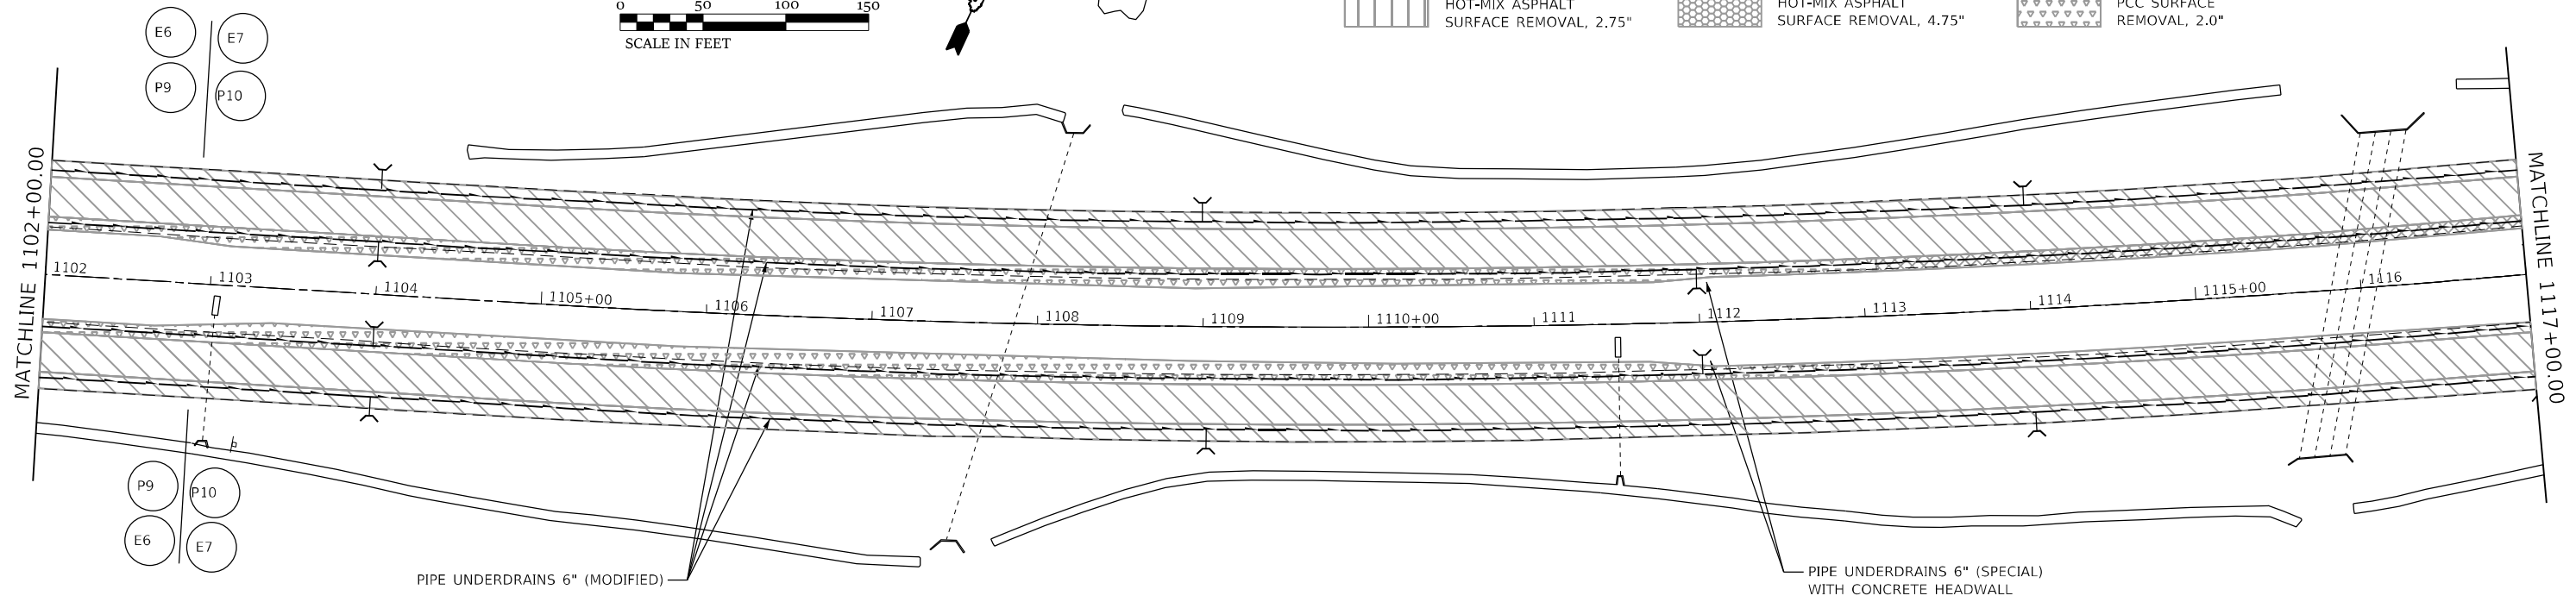 0 50 100 150
SCALE IN FEET
HOT-MIX ASPHALT
SURFACE REMOVAL, 2.75"
HOT-MIX ASPHALT
SURFACE REMOVAL, 4.75"
PCC SURFACE
REMOVAL, 2.0"
E6 E7
P9 P10
MATCHLINE 1102+00.00
MATCHLINE 1117+00.00
1102 1103 1104 1105+00 1106 1107 1108 1109 1110+00 1111 1112 1113 1114 1115+00 1116
P9 P10
E6 E7
PIPE UNDERDRAINS 6" (MODIFIED)
PIPE UNDERDRAINS 6" (SPECIAL)
WITH CONCRETE HEADWALL